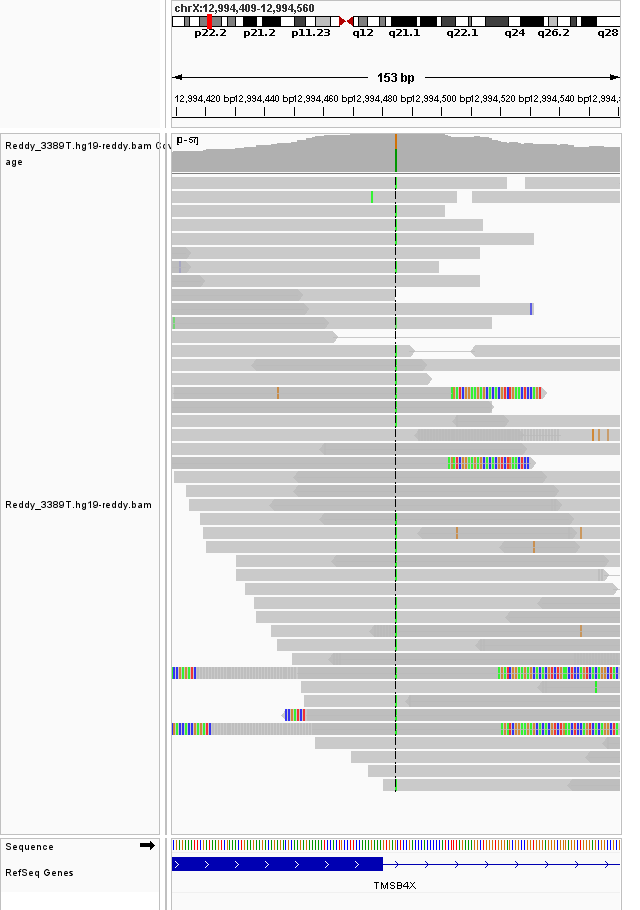 chrX:12,994,409-12,994,560
p22.2 p21.2 p11.23 q12 q21.1 q22.1 q24 q26.2 q28
153 bp
12,994,420 bp 12,994,440 bp 12,994,460 bp 12,994,480 bp 12,994,500 bp 12,994,520 bp 12,994,540 bp
Reddy_3389T.hg19-reddy.bam Cov
age
[0 - 57]
Reddy_3389T.hg19-reddy.bam
Sequence
RefSeq Genes
TMSB4X